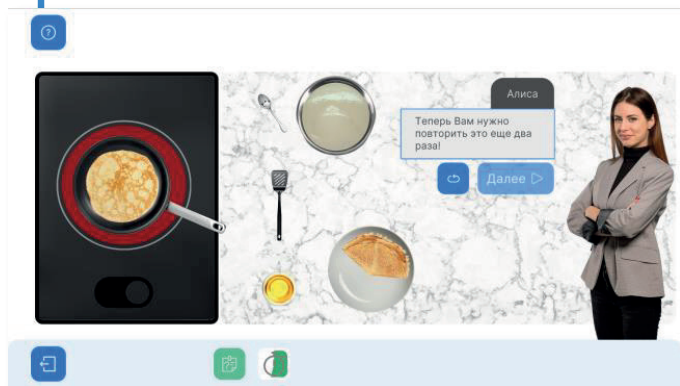 Алиса
Теперь Вам нужно
повторить это еще два
раза!
Далее